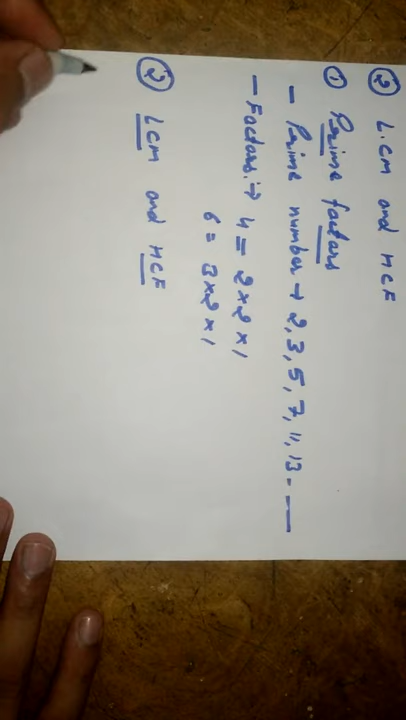 ② L.CM and HCF
① Prime factors
- Prime number → 2, 3, 5, 7, 11, 13 - —
- Factors :→ 4 = 2 x 2 x 1
6 = 3 x 2 x 1
② LCM and HCF